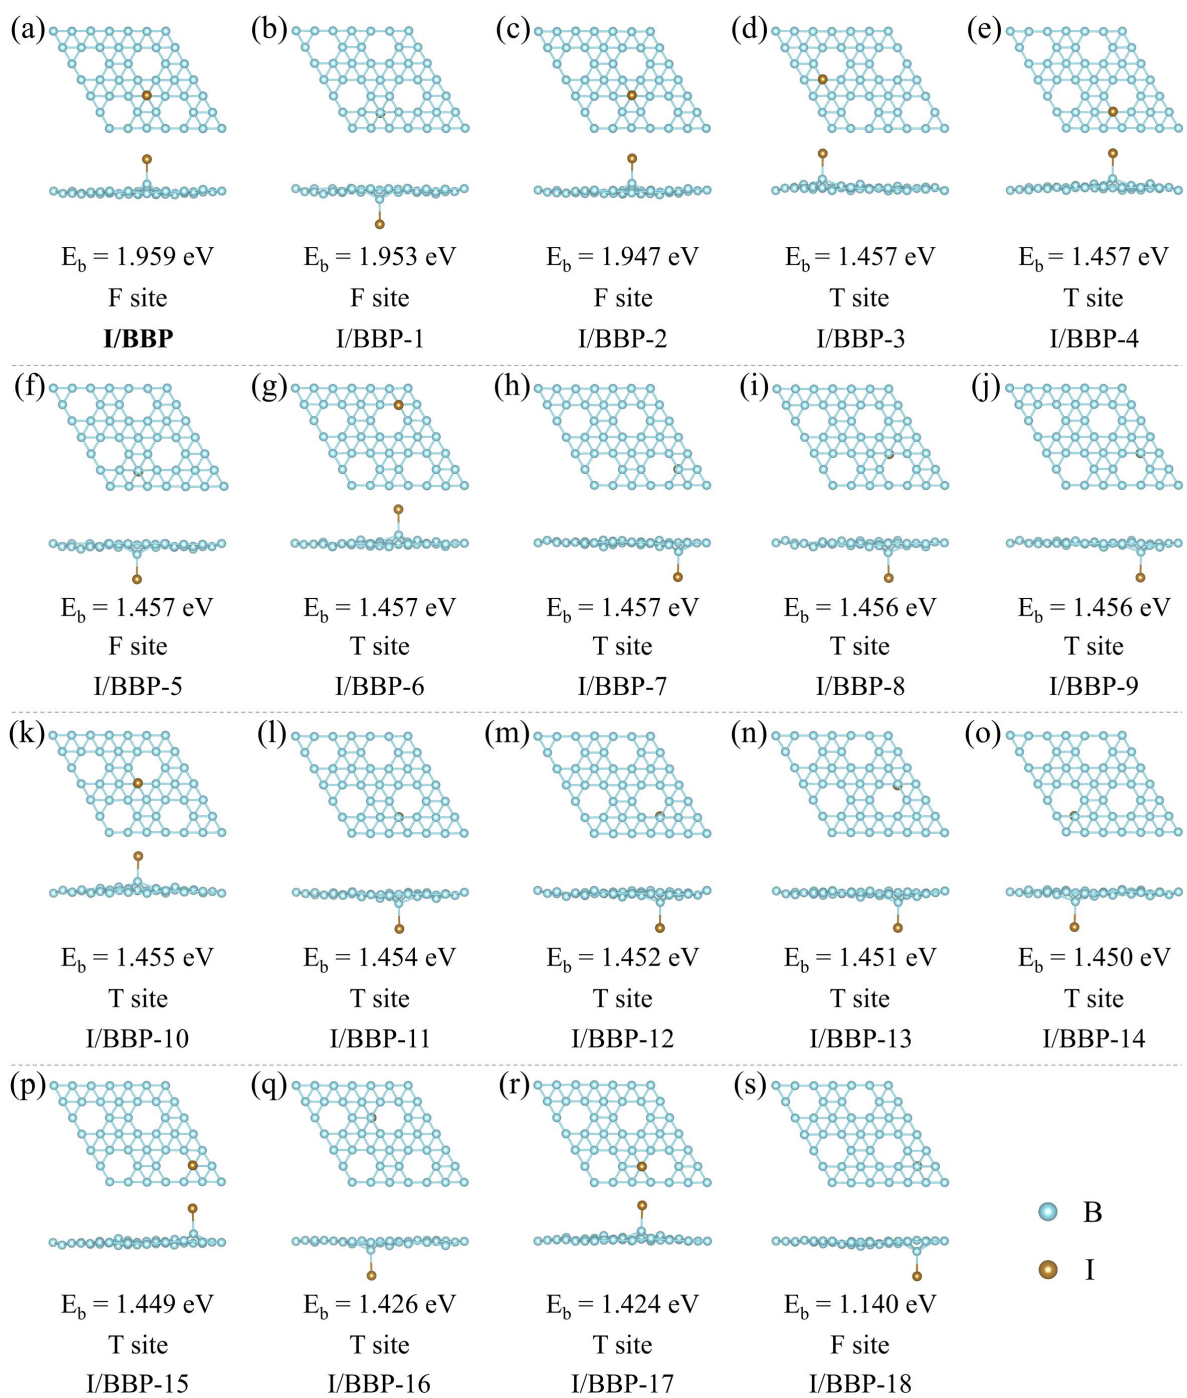 (a) (b) (c) (d) (e)
E_b = 1.959 eV E_b = 1.953 eV E_b = 1.947 eV E_b = 1.457 eV E_b = 1.457 eV
F site F site F site T site T site
I/BBP I/BBP-1 I/BBP-2 I/BBP-3 I/BBP-4
(f) (g) (h) (i) (j)
E_b = 1.457 eV E_b = 1.457 eV E_b = 1.457 eV E_b = 1.456 eV E_b = 1.456 eV
F site T site T site T site T site
I/BBP-5 I/BBP-6 I/BBP-7 I/BBP-8 I/BBP-9
(k) (l) (m) (n) (o)
E_b = 1.455 eV E_b = 1.454 eV E_b = 1.452 eV E_b = 1.451 eV E_b = 1.450 eV
T site T site T site T site T site
I/BBP-10 I/BBP-11 I/BBP-12 I/BBP-13 I/BBP-14
(p) (q) (r) (s)
B
I
E_b = 1.449 eV E_b = 1.426 eV E_b = 1.424 eV E_b = 1.140 eV
T site T site T site F site
I/BBP-15 I/BBP-16 I/BBP-17 I/BBP-18